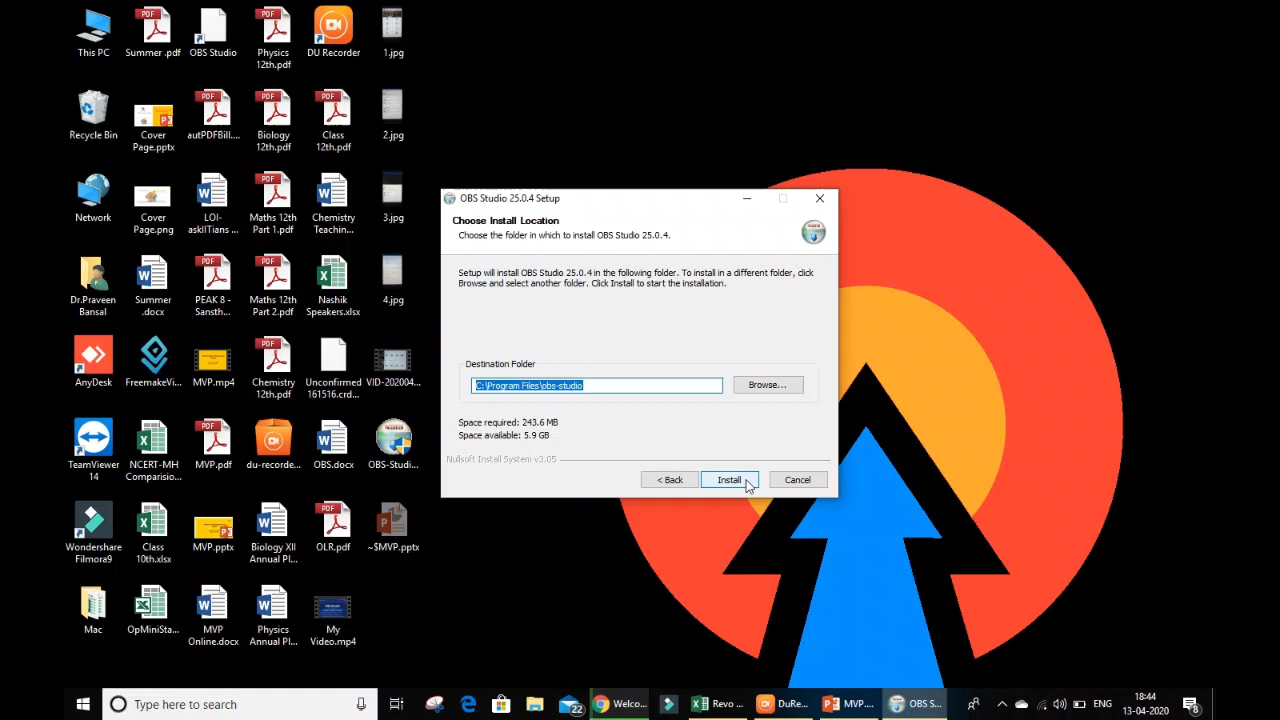 This PC
Summer .pdf
OBS Studio
Physics
12th.pdf
DU Recorder
1.jpg
Recycle Bin
Cover
Page.pptx
autPDFBill....
Biology
12th.pdf
Class
12th.pdf
2.jpg
Network
Cover
Page.png
LOI-
askIITians ...
Maths 12th
Part 1.pdf
Chemistry
Teachin...
3.jpg
Dr.Praveen
Bansal
Summer
.docx
PEAK 8 -
Sansth...
Maths 12th
Part 2.pdf
Nashik
Speakers.xlsx
4.jpg
AnyDesk
FreemakeVi...
MVP.mp4
Chemistry
12th.pdf
Unconfirmed
161516.crd...
VID-202004...
TeamViewer
14
NCERT-MH
Comparision...
MVP.pdf
du-recorde...
OBS.docx
OBS-Studi...
Wondershare
Filmora9
Class
10th.xlsx
MVP.pptx
Biology XII
Annual Pl...
OLR.pdf
~$MVP.pptx
Mac
OpMiniSta...
MVP
Online.docx
Physics
Annual Pl...
My
Video.mp4
OBS Studio 25.0.4 Setup
Choose Install Location
Choose the folder in which to install OBS Studio 25.0.4.
Setup will install OBS Studio 25.0.4 in the following folder. To install in a different folder, click
Browse and select another folder. Click Install to start the installation.
Destination Folder
C:\Program Files\obs-studio
Browse...
Space required: 243.6 MB
Space available: 5.9 GB
Nullsoft Install System v3.05
< Back
Install
Cancel
Type here to search
22
Welco...
Revo ...
DuRe...
MVP....
OBS S...
ENG
18:44
13-04-2020
8